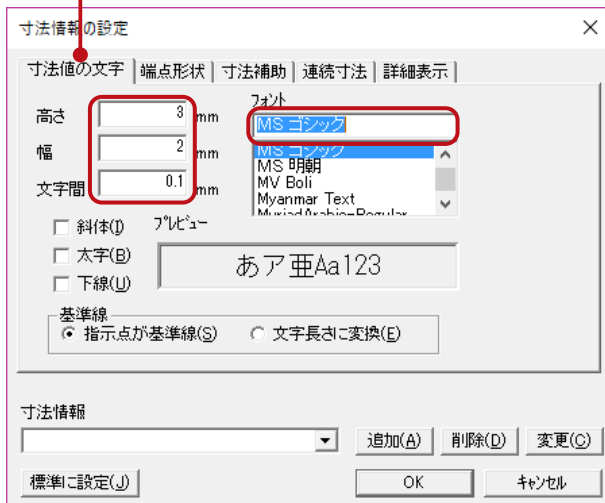 寸法情報の設定
寸法値の文字 端点形状 寸法補助 連続寸法 詳細表示
高さ 3 mm
幅 2 mm
文字間 0.1 mm
フォント
MS ゴシック
MS ゴシック
MS 明朝
MV Boli
Myanmar Text
MyriadArabic-Regular
斜体(I)
太字(B)
下線(U)
プレビュー
あア亜Aa123
基準線
指示点が基準線(S) 文字長さに変換(E)
寸法情報
追加(A) 削除(D) 変更(C)
標準に設定(J) OK キャンセル